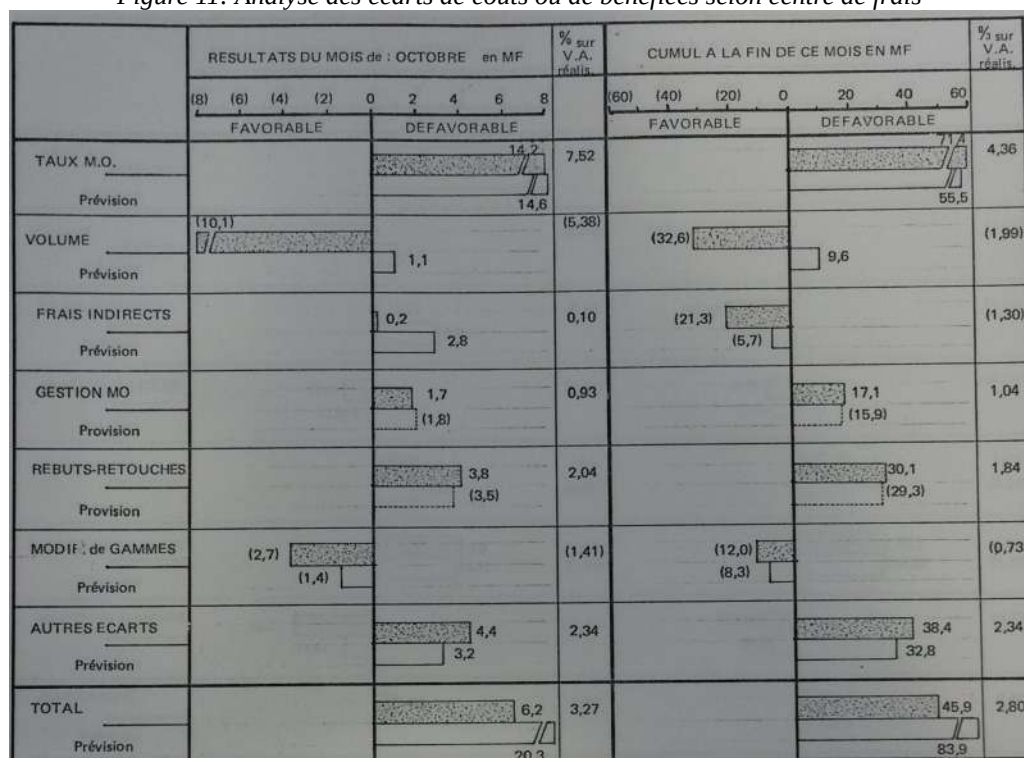 Figure 11: Analyse des écarts de coûts ou de bénéfices selon centre de frais
RESULTATS DU MOIS de : OCTOBRE en MF
% sur V.A. réalis.
CUMUL A LA FIN DE CE MOIS EN MF
% sur V.A. réalis.
(8) (6) (4) (2) 0 2 4 6 8
(60) (40) (20) 0 20 40 60
FAVORABLE DEFAVORABLE
FAVORABLE DEFAVORABLE
TAUX M.O. 14,2 7,52 71,4 4,36
Prévision 14,6 55,5
VOLUME (10,1) (5,38) (32,6) (1,99)
Prévision 1,1 9,6
FRAIS INDIRECTS 0,2 0,10 (21,3) (1,30)
Prévision 2,8 (5,7)
GESTION MO 1,7 0,93 17,1 1,04
Provision (1,8) (15,9)
REBUTS-RETOUCHES 3,8 2,04 30,1 1,84
Provision (3,5) (29,3)
MODIF. de GAMMES (2,7) (1,41) (12,0) (0,73
Prévision (1,4) (8,3)
AUTRES ECARTS 4,4 2,34 38,4 2,34
Prévision 3,2 32,8
TOTAL 6,2 3,27 45,9 2,80
Prévision 20,3 83,9